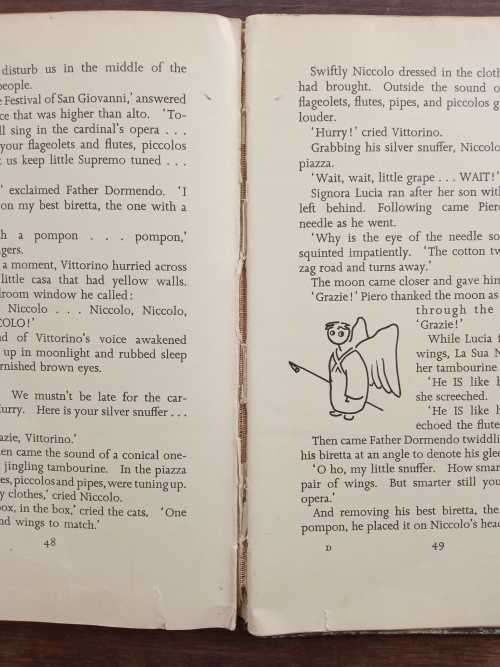 disturb us in the middle of the
people.
Festival of San Giovanni,' answered
ce that was higher than alto. 'To-
ll sing in the cardinal's opera . . .
your flageolets and flutes, piccolos
us keep little Supremo tuned . . .
' exclaimed Father Dormendo. 'I
on my best biretta, the one with a
h a pompon . . . pompon,'
gers.
a moment, Vittorino hurried across
little casa that had yellow walls.
droom window he called:
Niccolo . . . Niccolo, Niccolo,
COLO!'
nd of Vittorino's voice awakened
up in moonlight and rubbed sleep
rnished brown eyes.
We mustn't be late for the car-
Hurry. Here is your silver snuffer . . .
azie, Vittorino.'
en came the sound of a conical one-
jingling tambourine. In the piazza
es, piccolos and pipes, were tuning up.
y clothes,' cried Niccolo.
box, in the box,' cried the cats. 'One
nd wings to match.'
48
Swiftly Niccolo dressed in the cloth
had brought. Outside the sound o
flageolets, flutes, pipes, and piccolos g
louder.
'Hurry!' cried Vittorino.
Grabbing his silver snuffer, Niccolo
piazza.
'Wait, wait, little grape . . . WAIT!'
Signora Lucia ran after her son with
left behind. Following came Piero
needle as he went.
'Why is the eye of the needle so
squinted impatiently. 'The cotton tw
zag road and turns away.'
The moon came closer and gave him
'Grazie!' Piero thanked the moon as
through the
'Grazie!'
While Lucia f
wings, La Sua N
her tambourine
'He IS like h
she screeched.
'He IS like h
echoed the flute
Then came Father Dormendo twiddli
his biretta at an angle to denote his glee
'O ho, my little snuffer. How smar
pair of wings. But smarter still you
opera.'
And removing his best biretta, the
pompon, he placed it on Niccolo's head
D
49